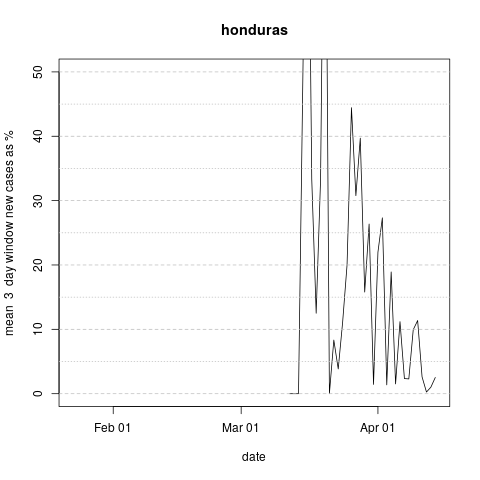 honduras
mean  3  day window new cases as %
50
40
30
20
10
0
Feb 01
Mar 01
Apr 01
date